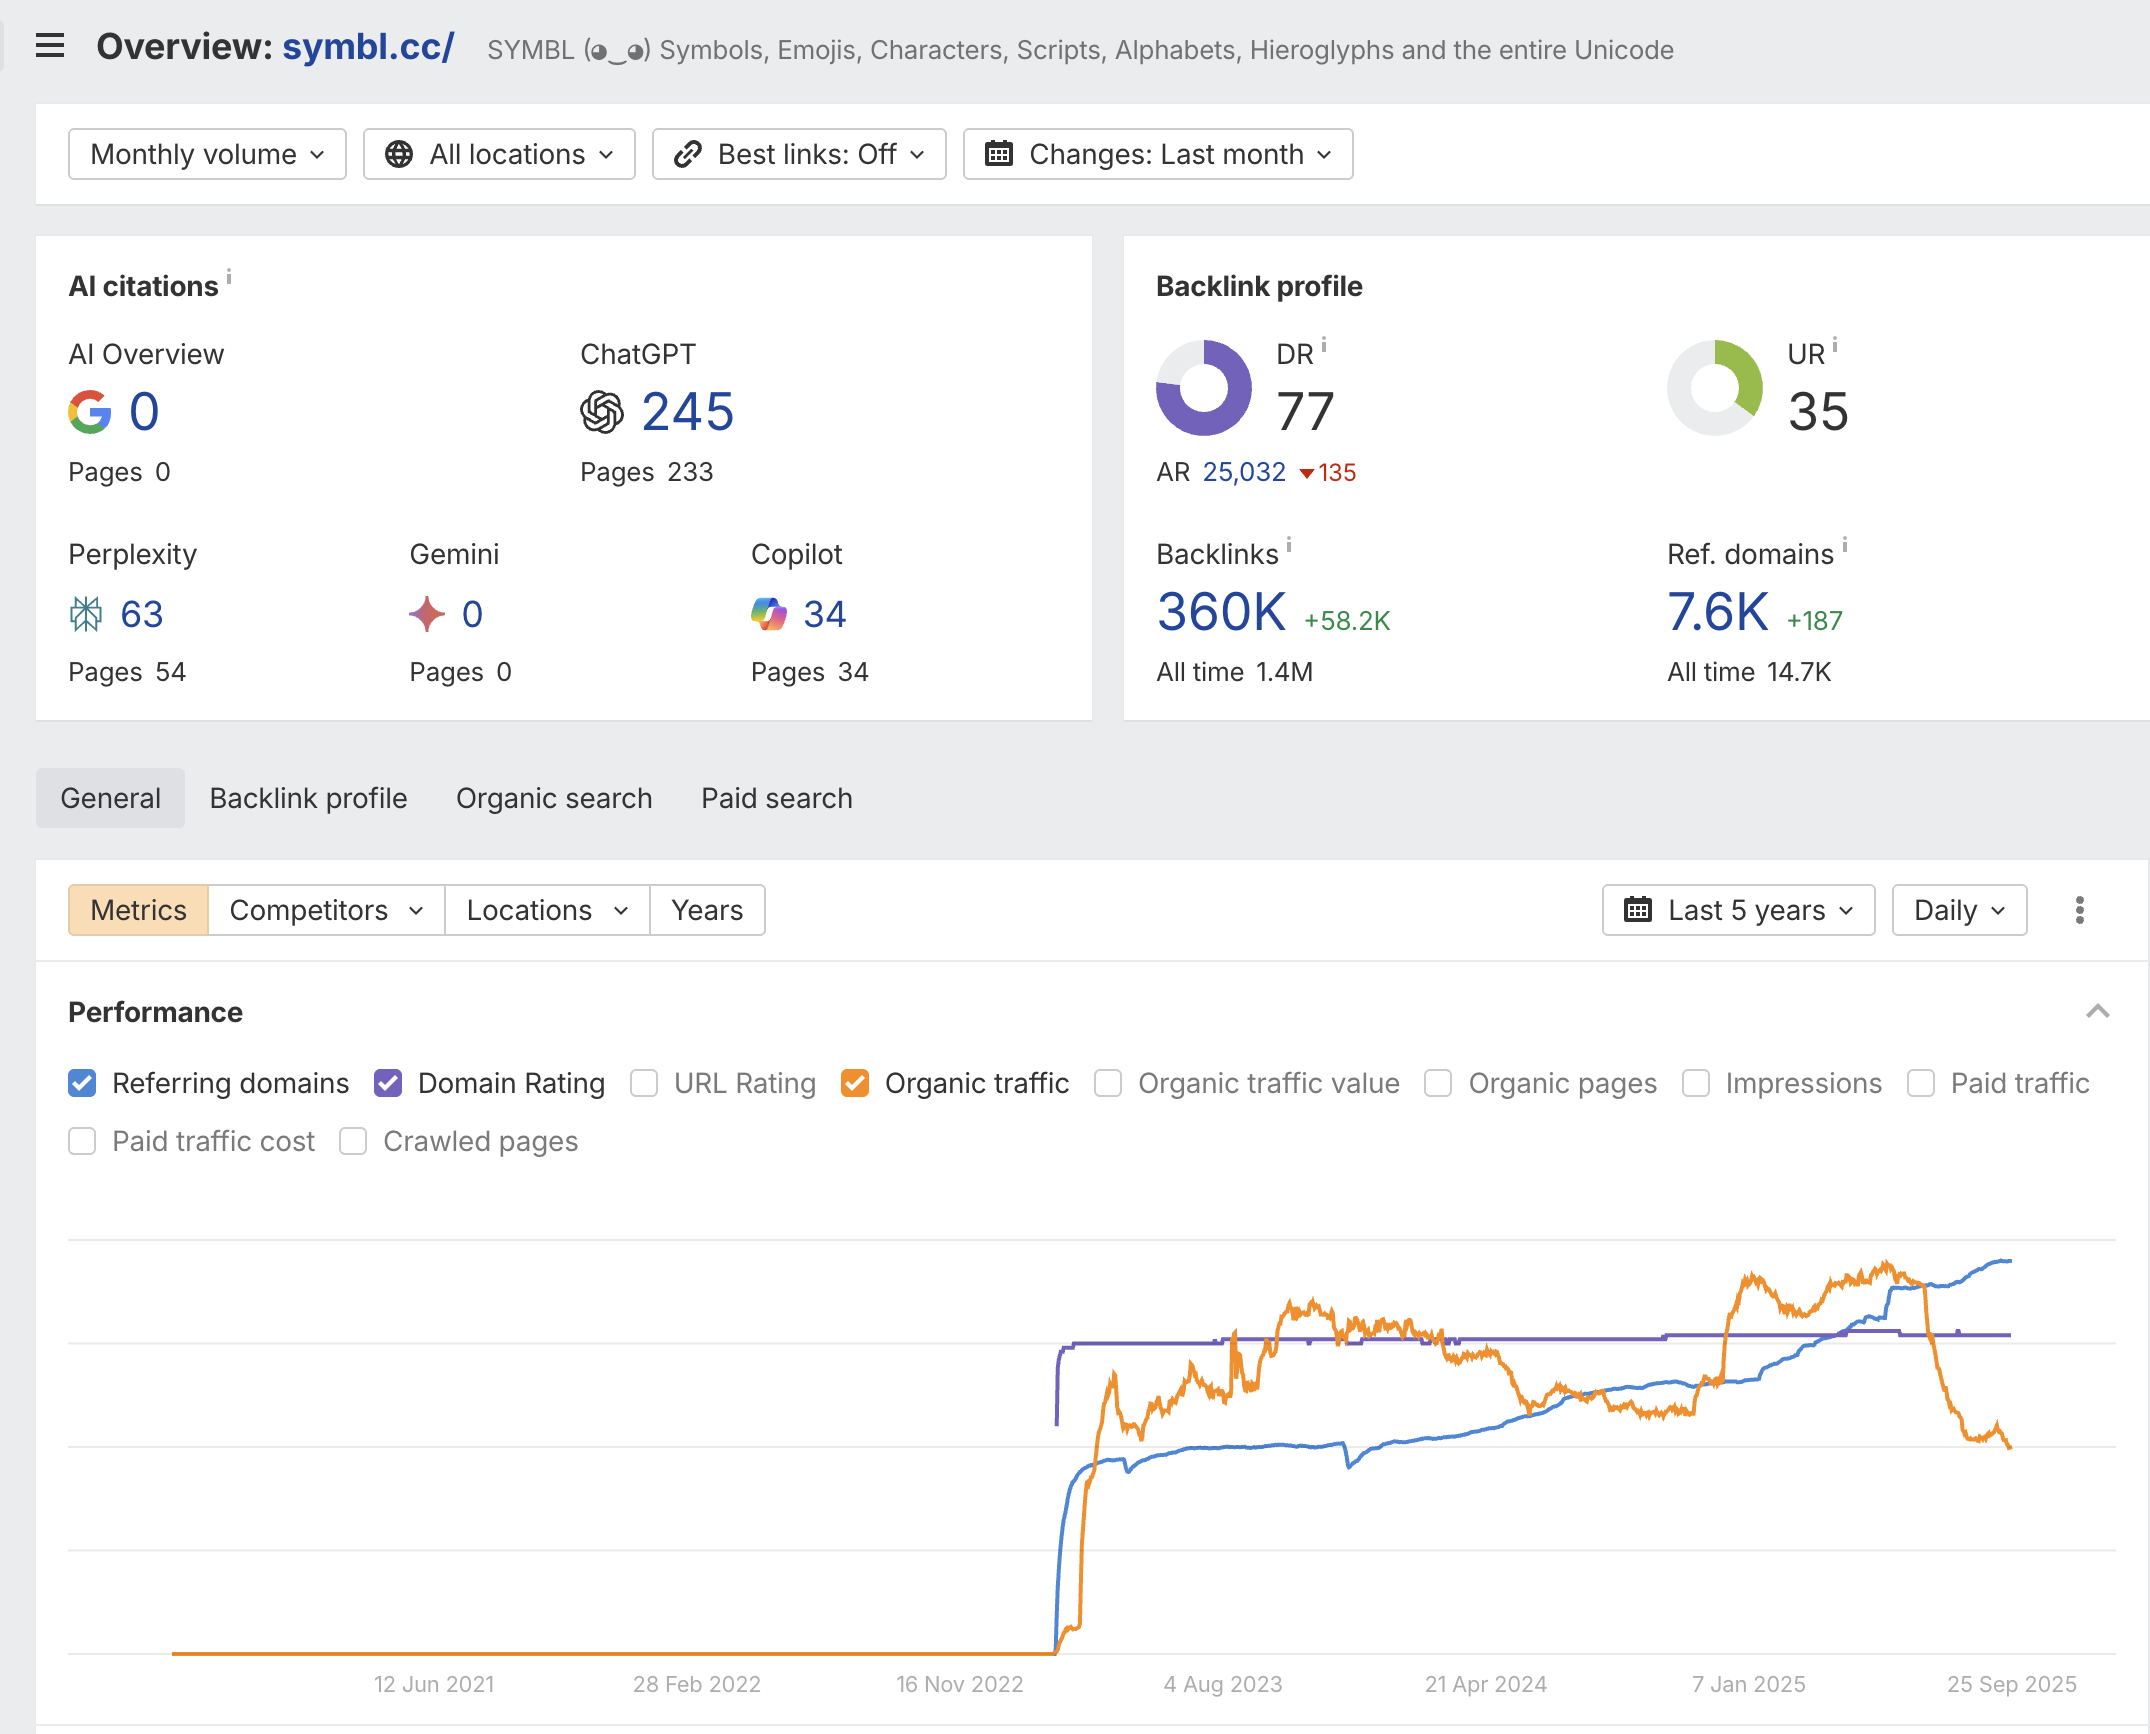 Overview: symbl.cc/ SYMBL (◕‿◕) Symbols, Emojis, Characters, Scripts, Alphabets, Hieroglyphs and the entire Unicode
Monthly volume All locations Best links: Off Changes: Last month
AI citations i
AI Overview ChatGPT
0 245
Pages 0 Pages 233
Perplexity Gemini Copilot
63 0 34
Pages 54 Pages 0 Pages 34
Backlink profile
DR i UR i
77 35
AR 25,032 ▼135
Backlinks i Ref. domains i
360K +58.2K 7.6K +187
All time 1.4M All time 14.7K
General Backlink profile Organic search Paid search
Metrics Competitors Locations Years Last 5 years Daily
Performance
Referring domains Domain Rating URL Rating Organic traffic Organic traffic value Organic pages Impressions Paid traffic
Paid traffic cost Crawled pages
12 Jun 2021 28 Feb 2022 16 Nov 2022 4 Aug 2023 21 Apr 2024 7 Jan 2025 25 Sep 2025